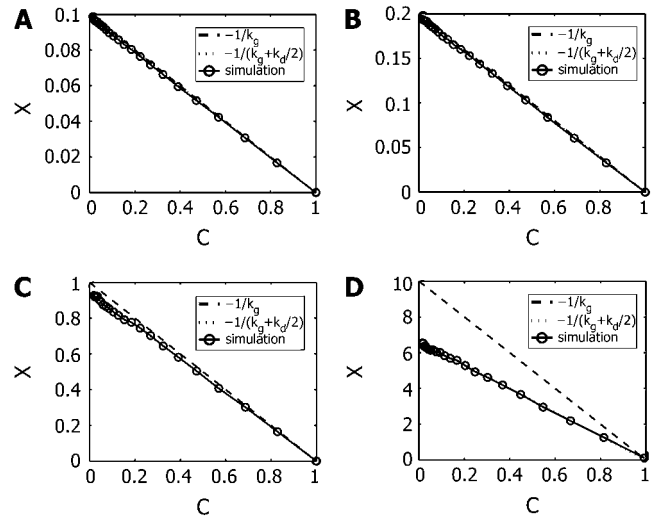 A
0.1
0.08
0.06
0.04
0.02
0
X
0 0.2 0.4 0.6 0.8 1
C
−1/k_g
−1/(k_g+k_d/2)
simulation
B
0.2
0.15
0.1
0.05
0
X
0 0.2 0.4 0.6 0.8 1
C
−1/k_g
−1/(k_g+k_d/2)
simulation
C
1
0.8
0.6
0.4
0.2
0
X
0 0.2 0.4 0.6 0.8 1
C
−1/k_g
−1/(k_g+k_d/2)
simulation
D
10
8
6
4
2
0
X
0 0.2 0.4 0.6 0.8 1
C
−1/k_g
−1/(k_g+k_d/2)
simulation